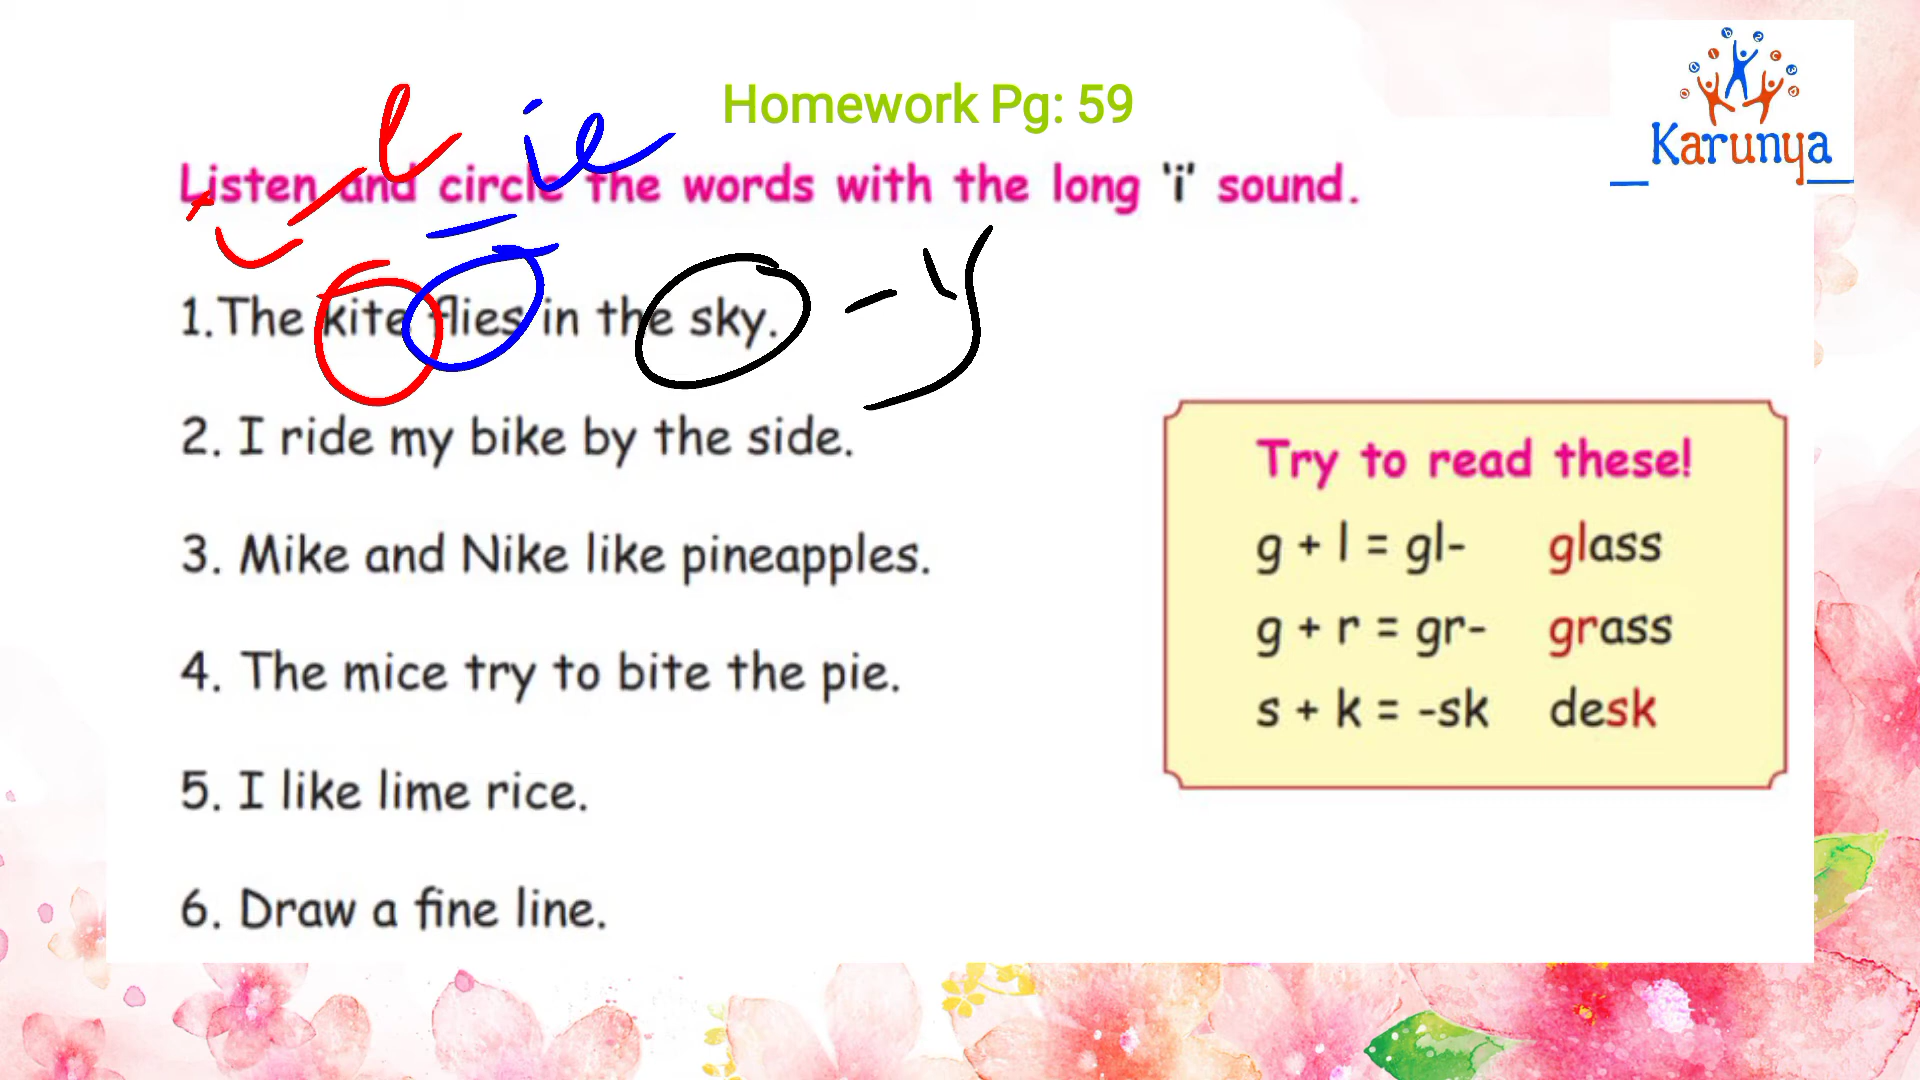 Homework Pg: 59
Karunya
i-e
ie
Listen and circle the words with the long 'i' sound.
1.The kite flies in the sky.
-y
2. I ride my bike by the side.
3. Mike and Nike like pineapples.
4. The mice try to bite the pie.
5. I like lime rice.
6. Draw a fine line.
Try to read these!
g + l = gl- glass
g + r = gr- grass
s + k = -sk desk